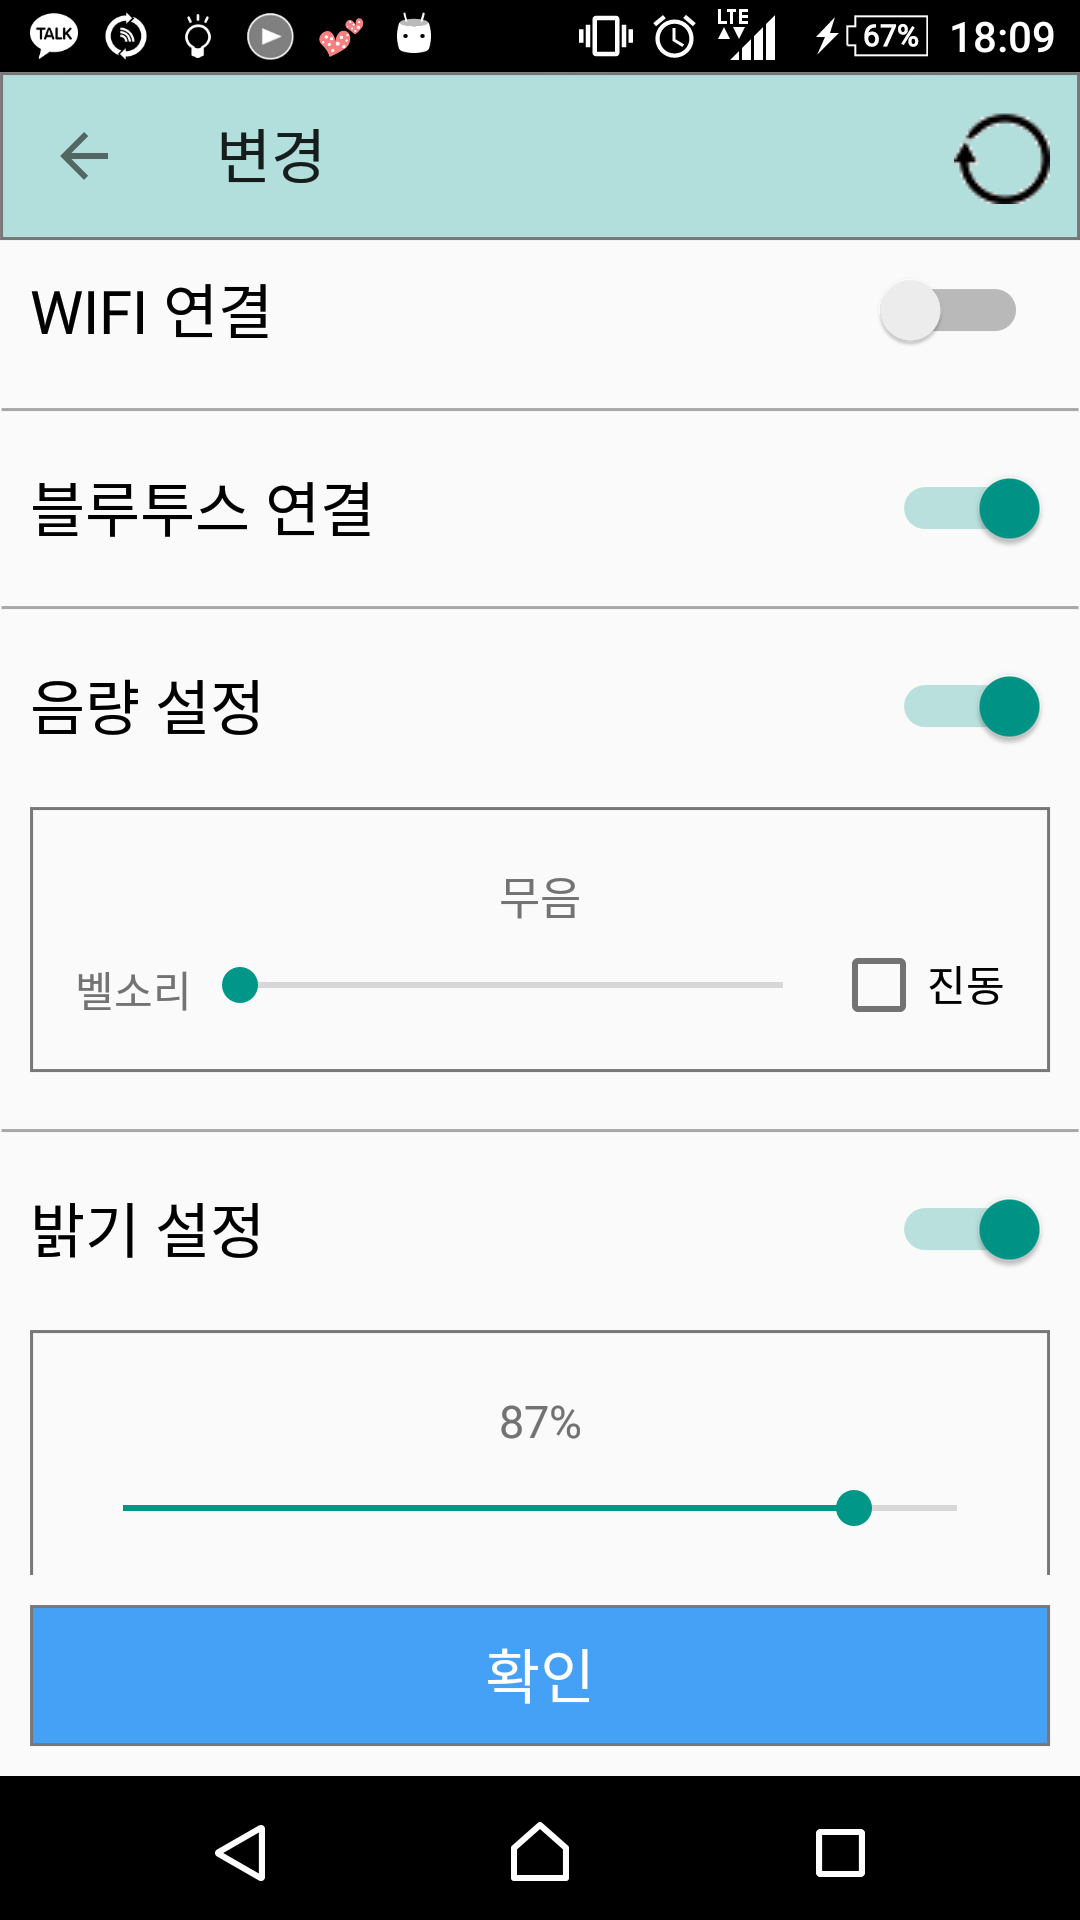 TALK LTE 67% 18:09
변경
WIFI 연결
블루투스 연결
음량 설정
무음
벨소리 진동
밝기 설정
87%
확인